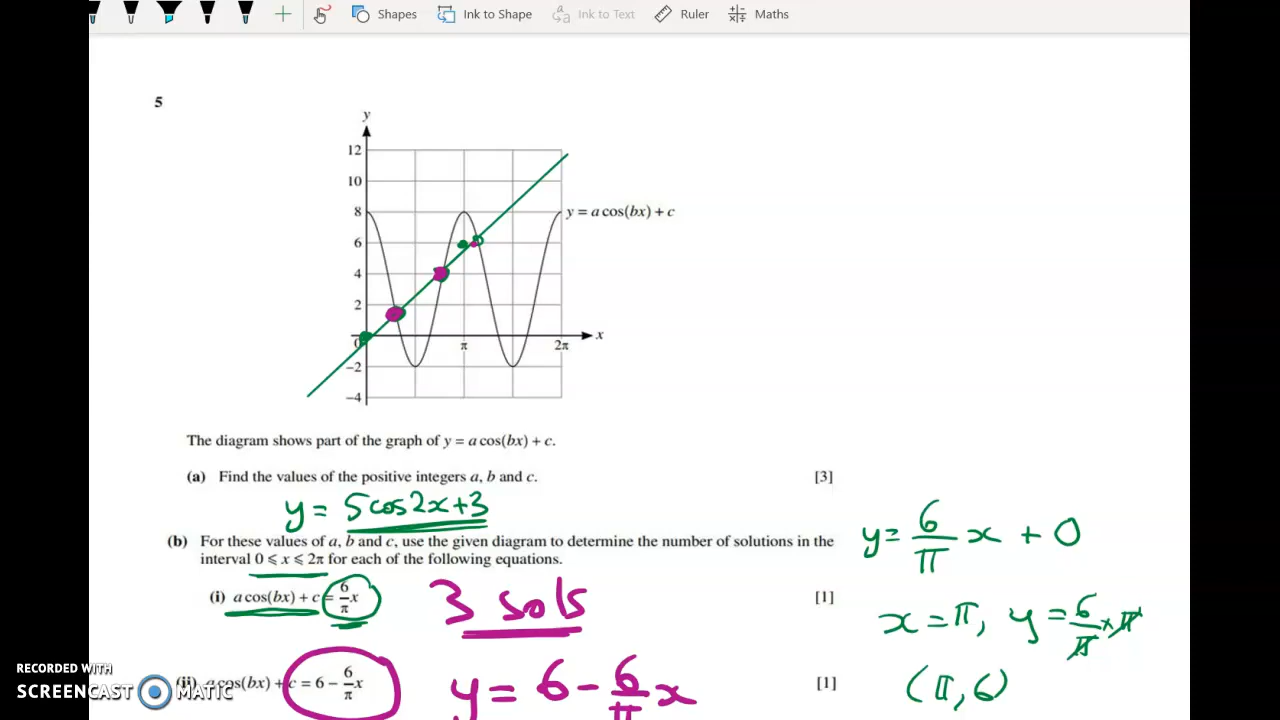 Shapes Ink to Shape Ink to Text Ruler Maths
5
y
12
10
8
y = a cos(bx) + c
6
4
2
0 π 2π x
−2
−4
The diagram shows part of the graph of y = a cos(bx) + c.
(a) Find the values of the positive integers a, b and c. [3]
y = 5cos2x+3
(b) For these values of a, b and c, use the given diagram to determine the number of solutions in the
interval 0 ⩽ x ⩽ 2π for each of the following equations.
y = 6/π x + 0
(i) a cos(bx) + c = 6/π x [1]
3 sols
x = π, y = 6/π × π
(ii) a cos(bx) + c = 6 − 6/π x [1]
y = 6 − 6/π x
(π, 6)
RECORDED WITH
SCREENCAST MATIC